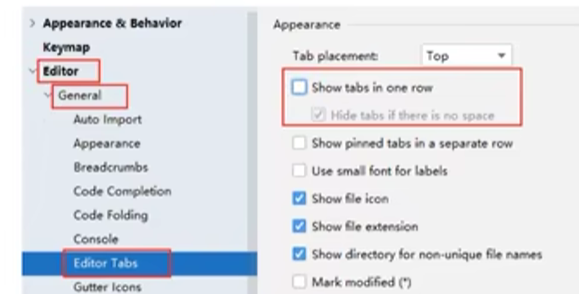 Appearance & Behavior
Keymap
Editor
General
Auto Import
Appearance
Breadcrumbs
Code Completion
Code Folding
Console
Editor Tabs
Gutter Icons
Appearance
Tab placement: Top
Show tabs in one row
Hide tabs if there is no space
Show pinned tabs in a separate row
Use small font for labels
Show file icon
Show file extension
Show directory for non-unique file names
Mark modified (*)